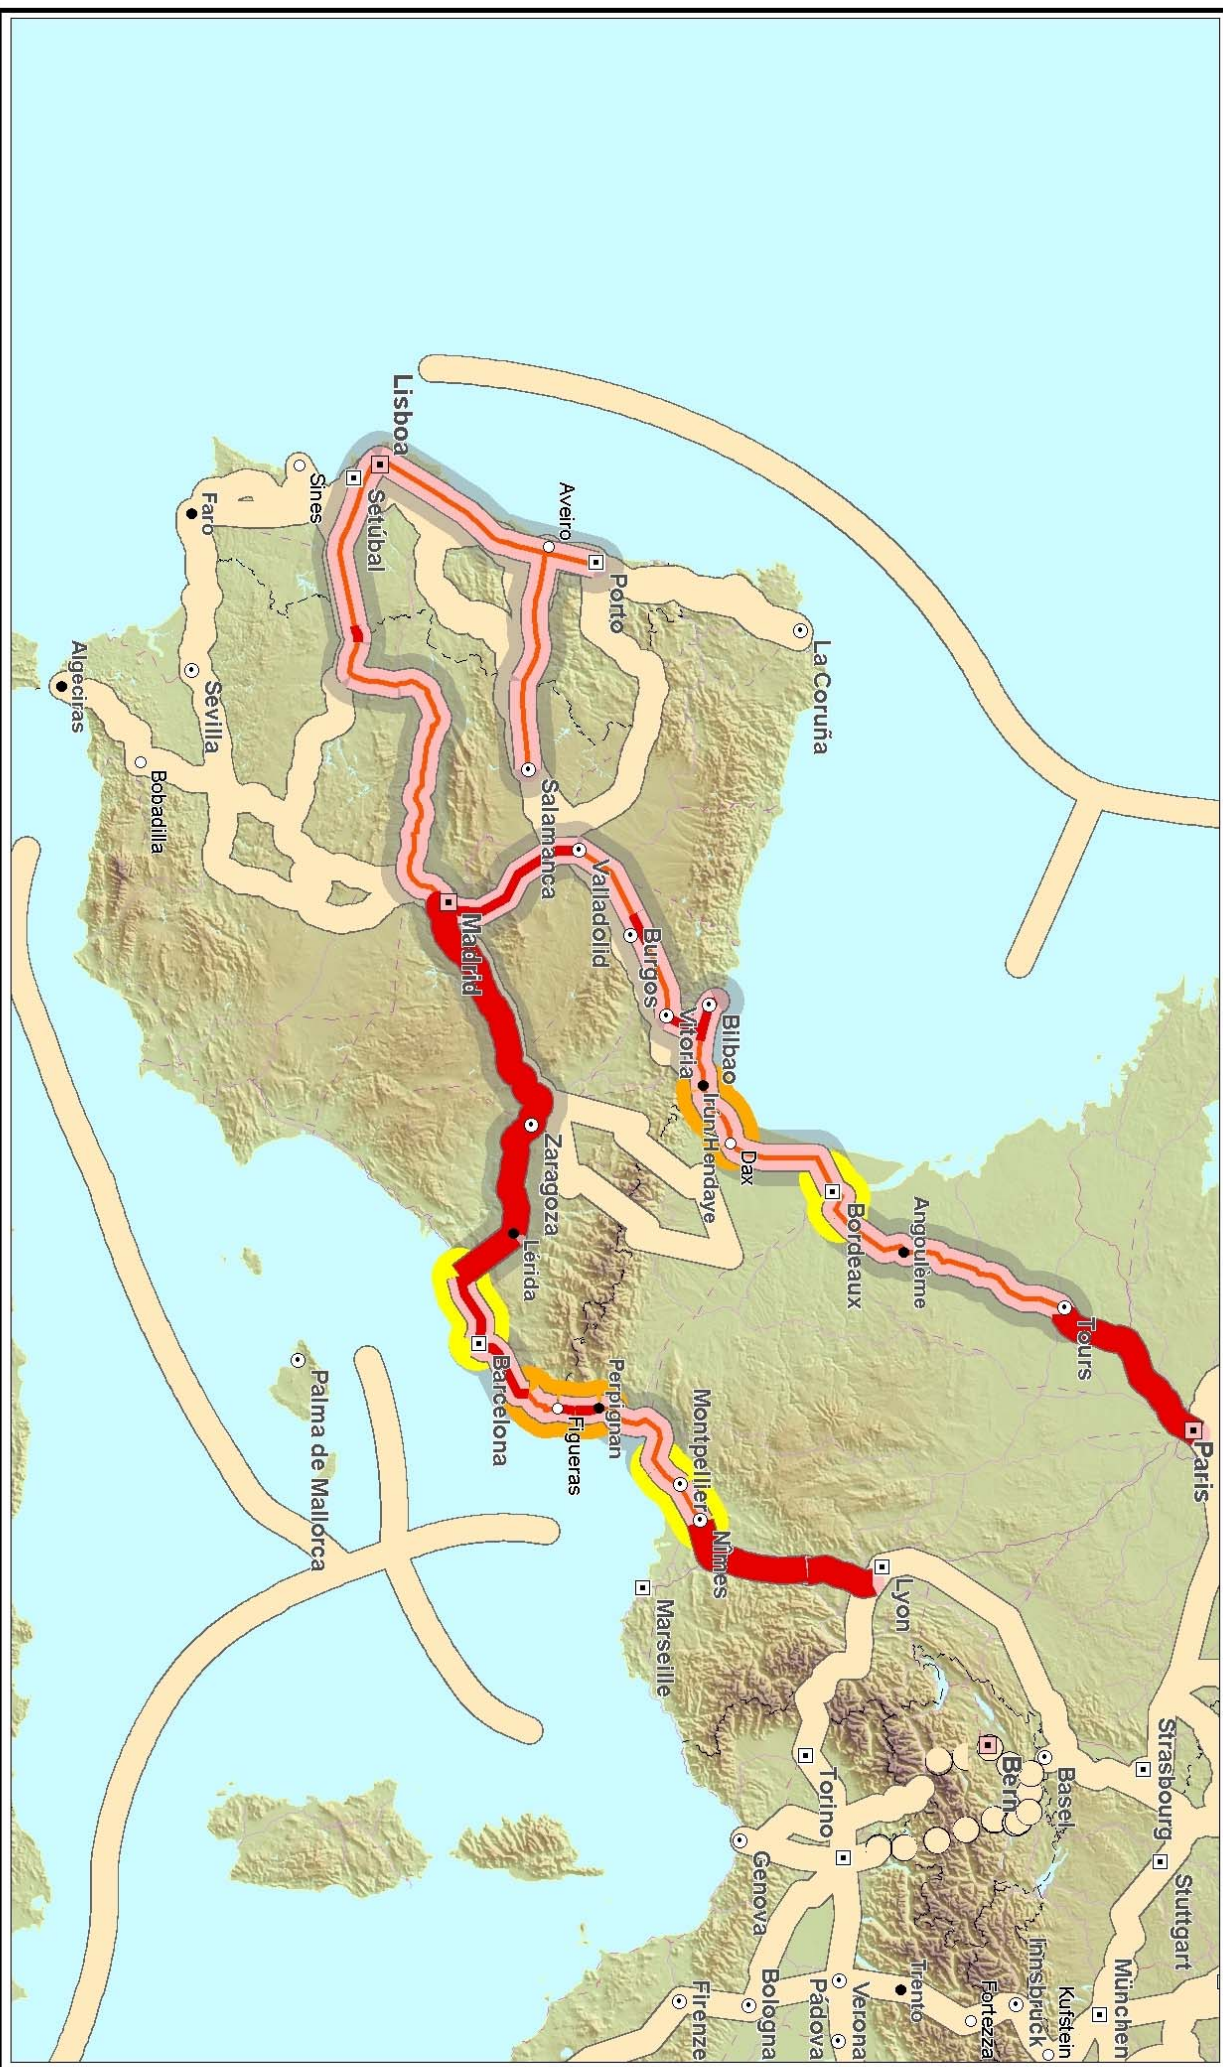 Paris
Strasbourg
Stuttgart
München
Kufstein
Innsbruck
Fortezza
Basel
Bern
Tours
Angoulême
Lyon
Trento
Verona
Pádova
Torino
La Coruña
Bordeaux
Dax
Bilbao
Irún/Hendaye
Vitoria
Burgos
Valladolid
Porto
Aveiro
Salamanca
Nîmes
Montpellier
Marseille
Genova
Bologna
Firenze
Perpignan
Figueras
Zaragoza
Lérida
Barcelona
Madrid
Lisboa
Setúbal
Sines
Palma de Mallorca
Faro
Sevilla
Bobadilla
Algeciras